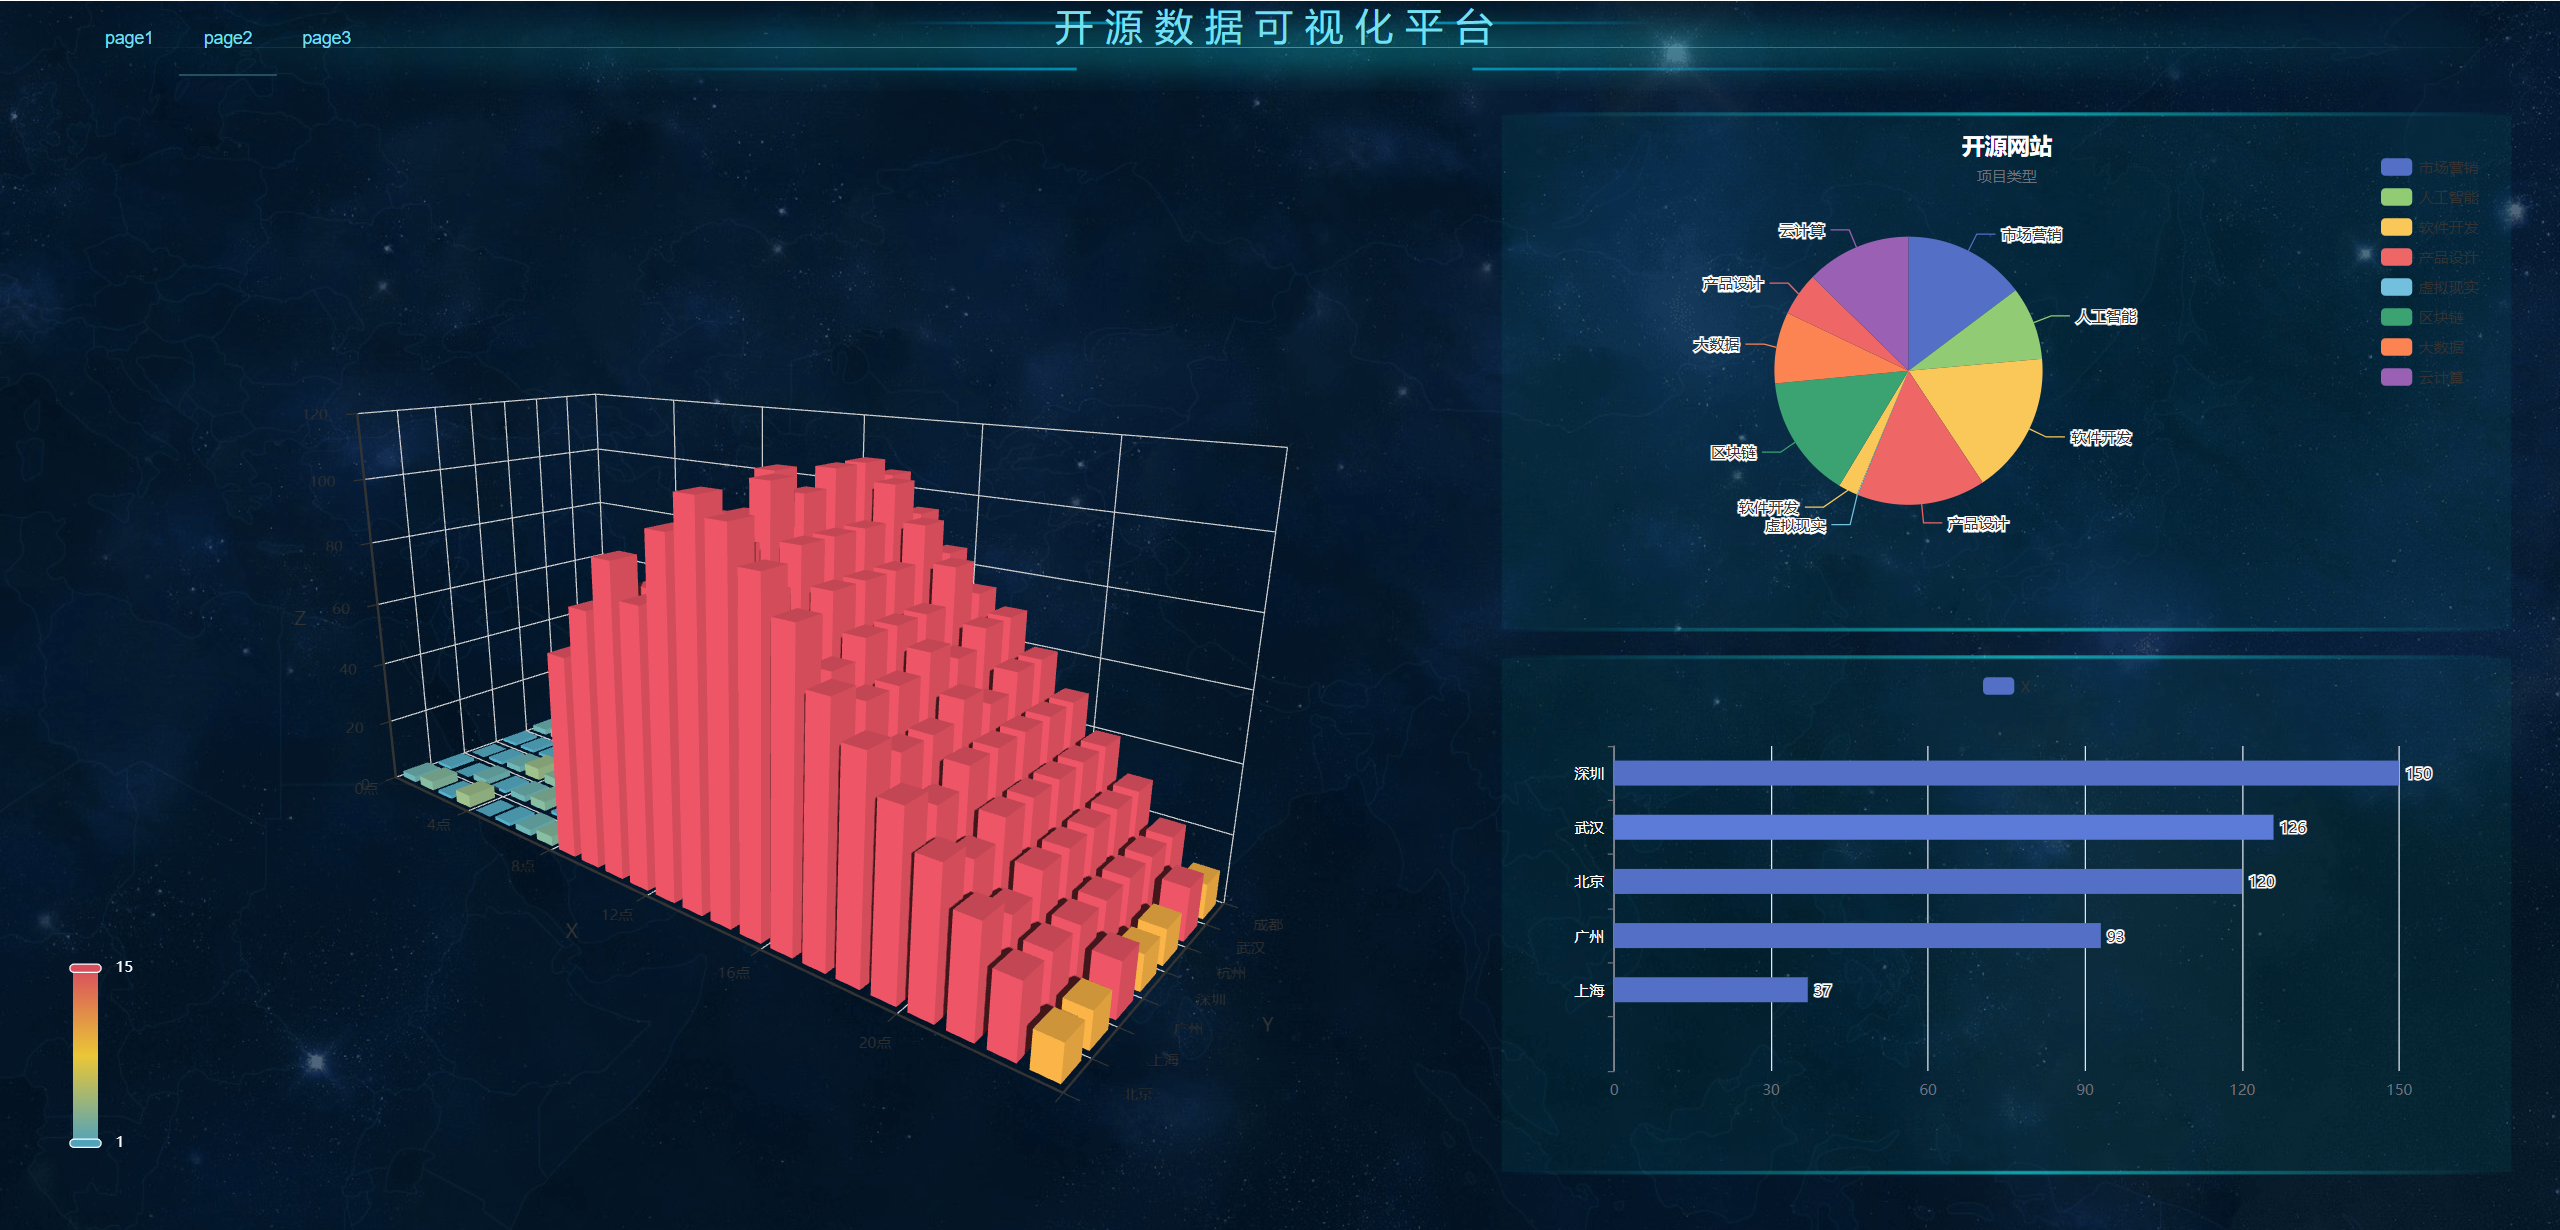 开源数据可视化平台
page1
page2
page3
120
100
80
60
40
20
0
Z
0点
4点
8点
12点
16点
20点
X
成都
武汉
杭州
深圳
广州
上海
北京
Y
15
1
开源网站
项目类型
云计算
市场营销
产品设计
人工智能
大数据
软件开发
区块链
软件开发
虚拟现实
产品设计
市场营销
人工智能
软件开发
产品设计
虚拟现实
区块链
大数据
云计算
X
深圳 150
武汉 126
北京 120
广州 93
上海 37
0 30 60 90 120 150